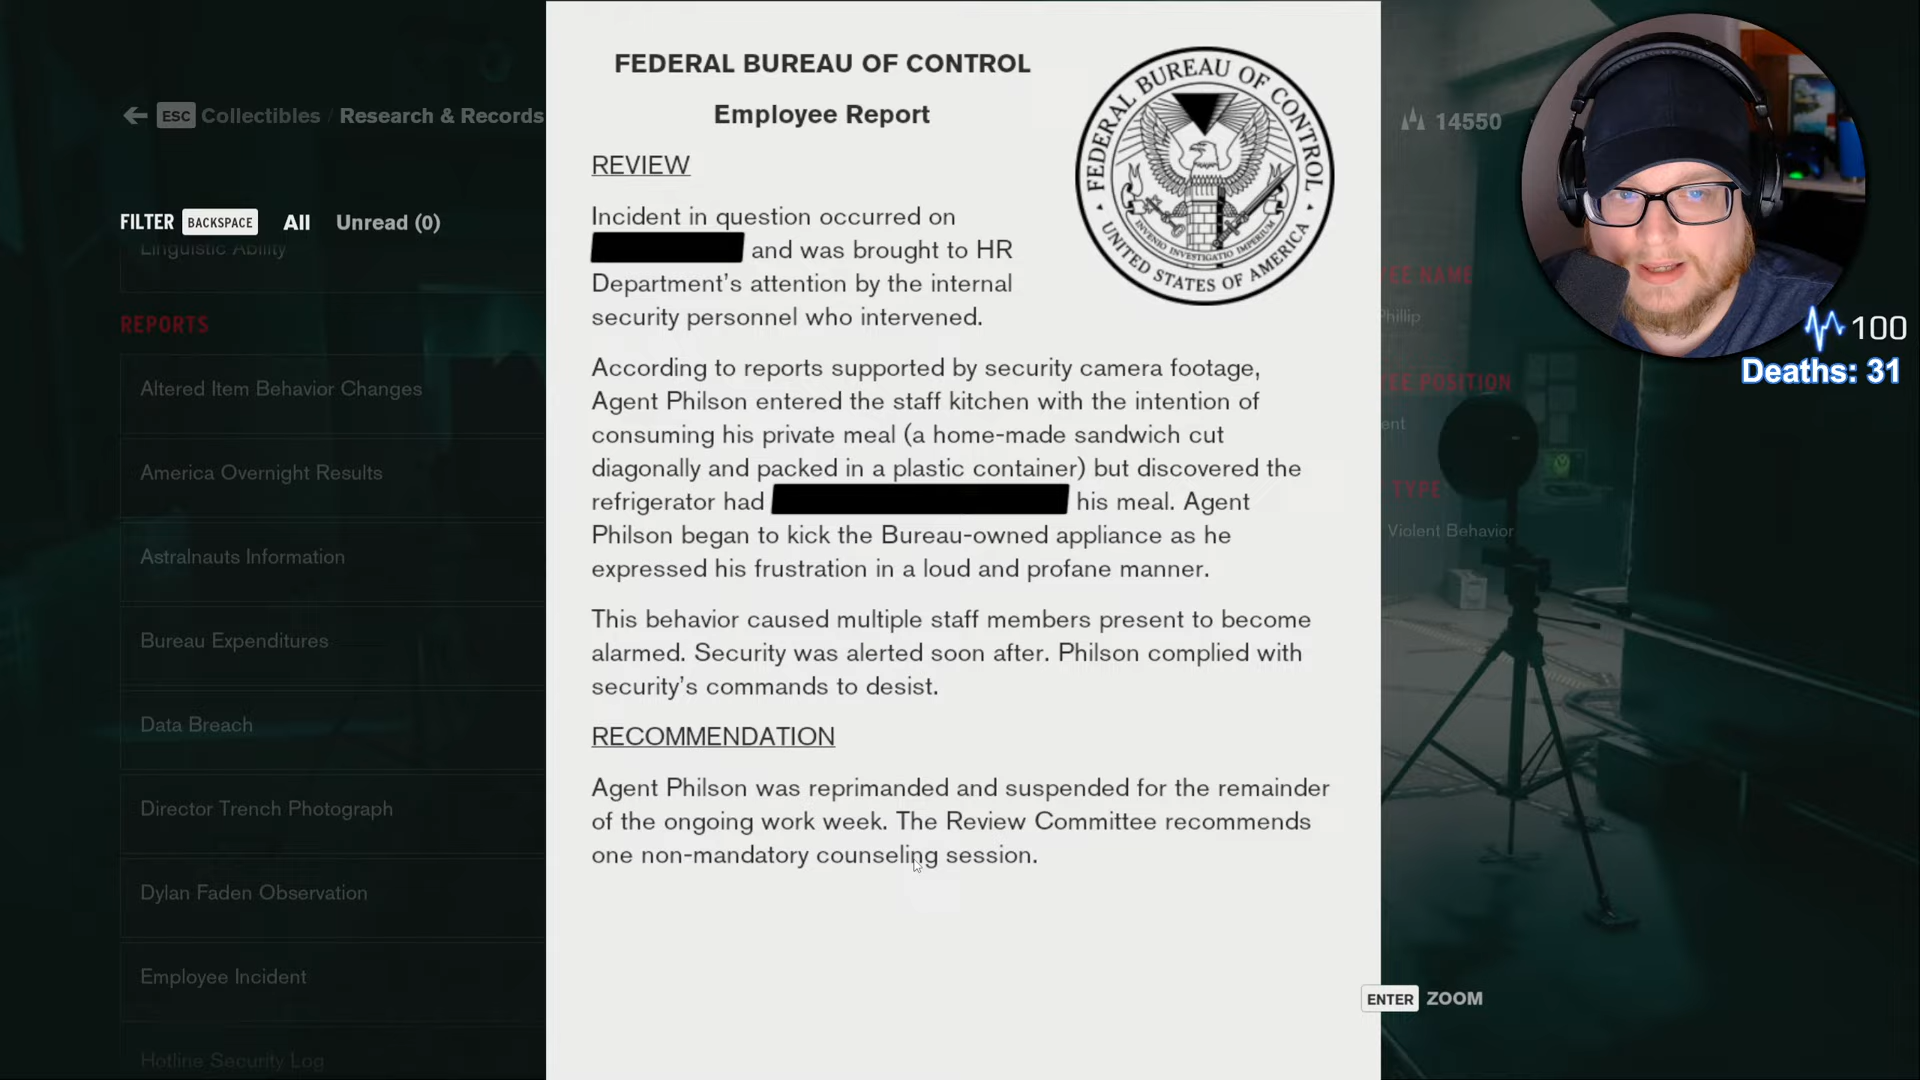 FEDERAL BUREAU OF CONTROL
Employee Report
REVIEW
Incident in question occurred on
and was brought to HR
Department's attention by the internal
security personnel who intervened.
According to reports supported by security camera footage,
Agent Philson entered the staff kitchen with the intention of
consuming his private meal (a home-made sandwich cut
diagonally and packed in a plastic container) but discovered the
refrigerator had his meal. Agent
Philson began to kick the Bureau-owned appliance as he
expressed his frustration in a loud and profane manner.
This behavior caused multiple staff members present to become
alarmed. Security was alerted soon after. Philson complied with
security's commands to desist.
RECOMMENDATION
Agent Philson was reprimanded and suspended for the remainder
of the ongoing work week. The Review Committee recommends
one non-mandatory counseling session.
FEDERAL BUREAU OF CONTROL
INVENIO INVESTIGATIO IMPERIUM
UNITED STATES OF AMERICA
ESC Collectibles / Research & Records
FILTER BACKSPACE All Unread (0)
Linguistic Ability
REPORTS
Altered Item Behavior Changes
America Overnight Results
Astralnauts Information
Bureau Expenditures
Data Breach
Director Trench Photograph
Dylan Faden Observation
Employee Incident
Hotline Security Log
14550
NAME
Phillip
POSITION
TYPE
Violent Behavior
100
Deaths: 31
ENTER ZOOM